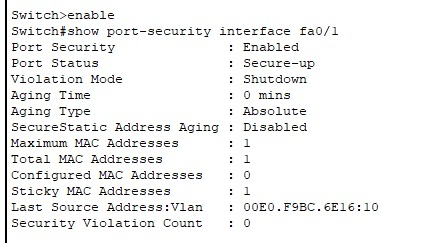 Switch>enable
Switch#show port-security interface fa0/1
Port Security : Enabled
Port Status : Secure-up
Violation Mode : Shutdown
Aging Time : 0 mins
Aging Type : Absolute
SecureStatic Address Aging : Disabled
Maximum MAC Addresses : 1
Total MAC Addresses : 1
Configured MAC Addresses : 0
Sticky MAC Addresses : 1
Last Source Address:Vlan : 00E0.F9BC.6E16:10
Security Violation Count : 0